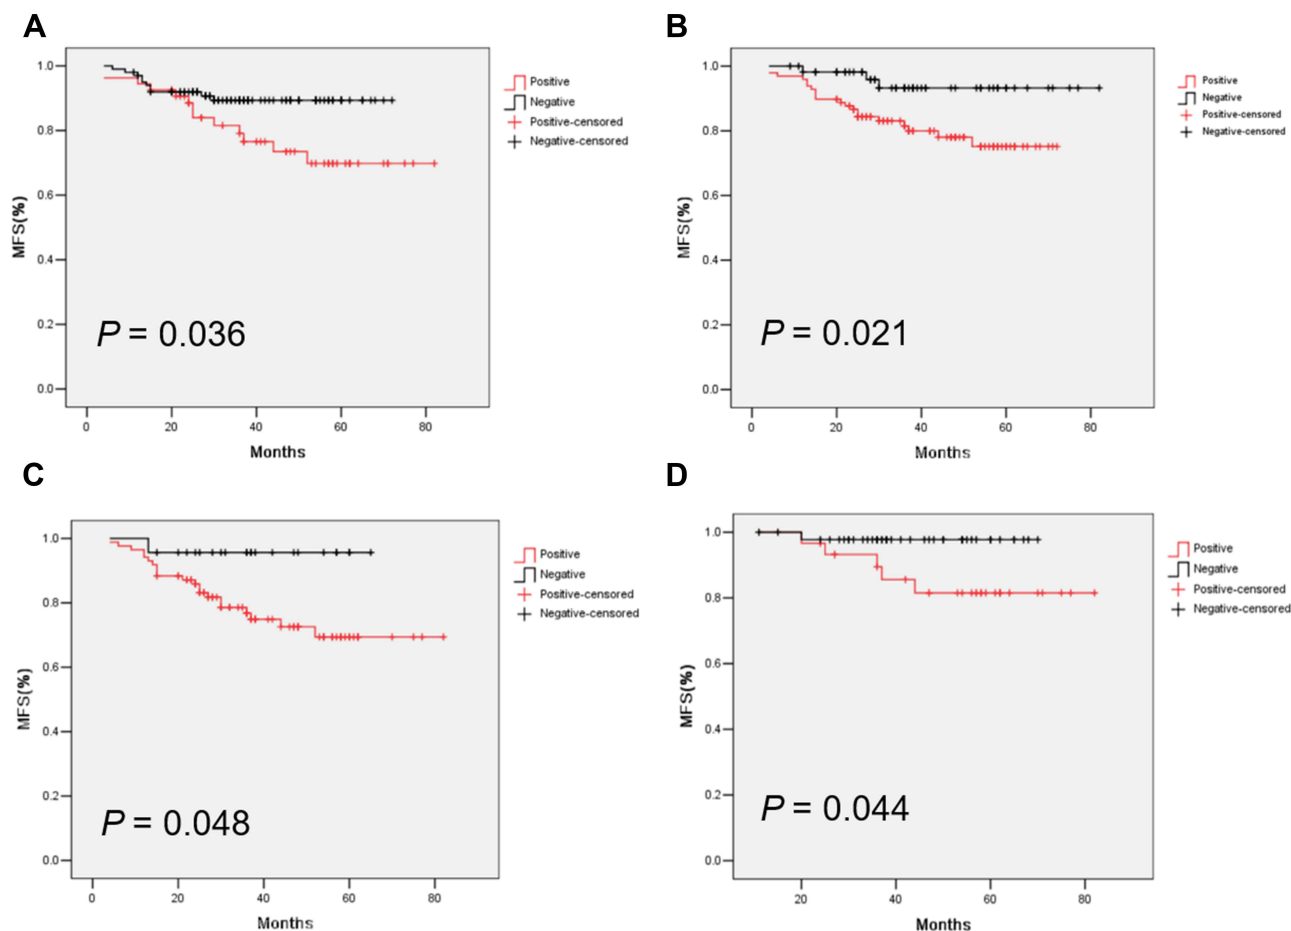 A
1.0
0.8
0.6
0.4
0.2
0.0
MFS(%)
P = 0.036
0 20 40 60 80
Months
Positive
Negative
Positive-censored
Negative-censored
B
1.0
0.8
0.6
0.4
0.2
0.0
MFS(%)
P = 0.021
0 20 40 60 80
Months
Positive
Negative
Positive-censored
Negative-censored
C
1.0
0.8
0.6
0.4
0.2
0.0
MFS(%)
P = 0.048
0 20 40 60 80
Months
Positive
Negative
Positive-censored
Negative-censored
D
1.0
0.8
0.6
0.4
0.2
0.0
MFS(%)
P = 0.044
20 40 60 80
Months
Positive
Negative
Positive-censored
Negative-censored